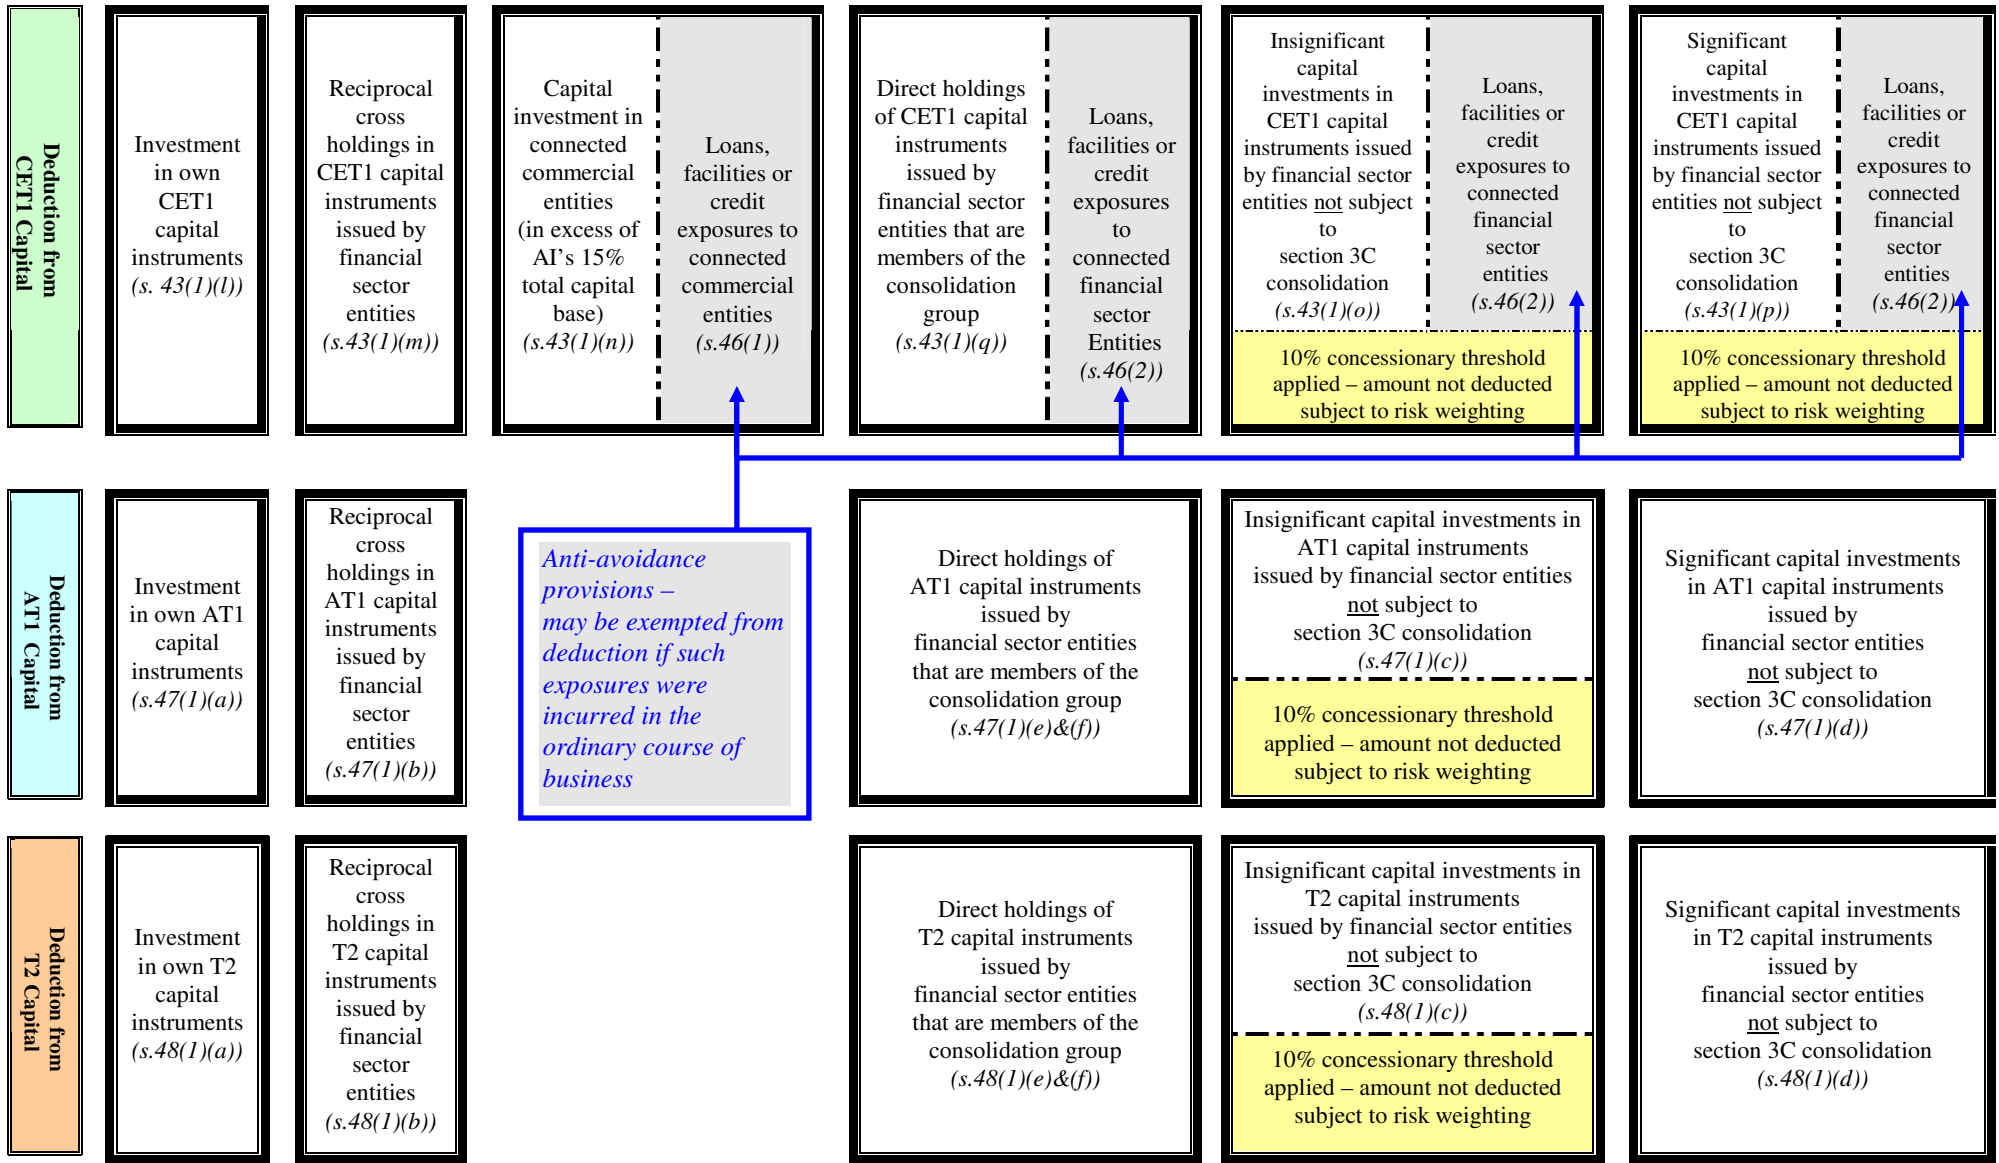 Deduction from
CET1 Capital
Investment
in own
CET1
capital
instruments
(s. 43(1)(l))
Reciprocal
cross
holdings in
CET1 capital
instruments
issued by
financial
sector
entities
(s.43(1)(m))
Capital
investment in
connected
commercial
entities
(in excess of
AI’s 15%
total capital
base)
(s.43(1)(n))
Loans,
facilities or
credit
exposures to
connected
commercial
entities
(s.46(1))
Direct holdings
of CET1 capital
instruments
issued by
financial sector
entities that are
members of the
consolidation
group
(s.43(1)(q))
Loans,
facilities or
credit
exposures
to
connected
financial
sector
Entities
(s.46(2))
Insignificant
capital
investments in
CET1 capital
instruments issued
by financial sector
entities not subject
to
section 3C
consolidation
(s.43(1)(o))
Loans,
facilities or
credit
exposures to
connected
financial
sector
entities
(s.46(2))
10% concessionary threshold
applied – amount not deducted
subject to risk weighting
Significant
capital
investments in
CET1 capital
instruments issued
by financial sector
entities not subject
to
section 3C
consolidation
(s.43(1)(p))
Loans,
facilities or
credit
exposures to
connected
financial
sector
entities
(s.46(2))
10% concessionary threshold
applied – amount not deducted
subject to risk weighting
Deduction from
AT1 Capital
Investment
in own AT1
capital
instruments
(s.47(1)(a))
Reciprocal
cross
holdings in
AT1 capital
instruments
issued by
financial
sector
entities
(s.47(1)(b))
Anti-avoidance
provisions –
may be exempted from
deduction if such
exposures were
incurred in the
ordinary course of
business
Direct holdings of
AT1 capital instruments
issued by
financial sector entities
that are members of the
consolidation group
(s.47(1)(e)&(f))
Insignificant capital investments in
AT1 capital instruments
issued by financial sector entities
not subject to
section 3C consolidation
(s.47(1)(c))
10% concessionary threshold
applied – amount not deducted
subject to risk weighting
Significant capital investments
in AT1 capital instruments
issued by
financial sector entities
not subject to
section 3C consolidation
(s.47(1)(d))
Deduction from
T2 Capital
Investment
in own T2
capital
instruments
(s.48(1)(a))
Reciprocal
cross
holdings in
T2 capital
instruments
issued by
financial
sector
entities
(s.48(1)(b))
Direct holdings of
T2 capital instruments
issued by
financial sector entities
that are members of the
consolidation group
(s.48(1)(e)&(f))
Insignificant capital investments in
T2 capital instruments
issued by financial sector entities
not subject to
section 3C consolidation
(s.48(1)(c))
10% concessionary threshold
applied – amount not deducted
subject to risk weighting
Significant capital investments
in T2 capital instruments
issued by
financial sector entities
not subject to
section 3C consolidation
(s.48(1)(d))